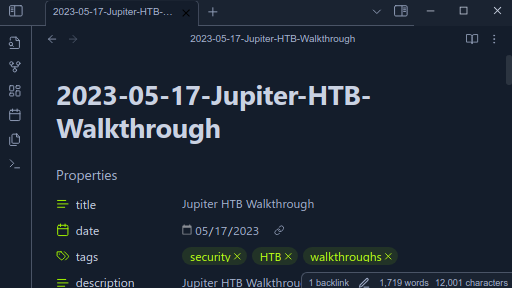 2023-05-17-Jupiter-HTB-...
2023-05-17-Jupiter-HTB-Walkthrough
2023-05-17-Jupiter-HTB-
Walkthrough
Properties
title Jupiter HTB Walkthrough
date 05/17/2023
tags security HTB walkthroughs
description Jupiter HTB Walkthrou
1 backlink 1,719 words 12,001 characters